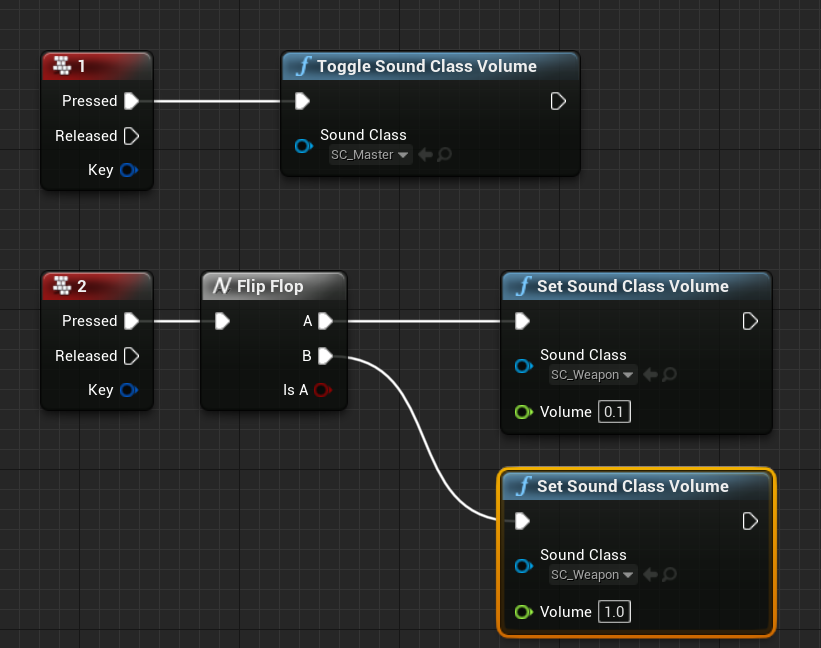 1
Pressed
Released
Key
Toggle Sound Class Volume
Sound Class
SC_Master
2
Pressed
Released
Key
Flip Flop
A
B
Is A
Set Sound Class Volume
Sound Class
SC_Weapon
Volume 0.1
Set Sound Class Volume
Sound Class
SC_Weapon
Volume 1.0